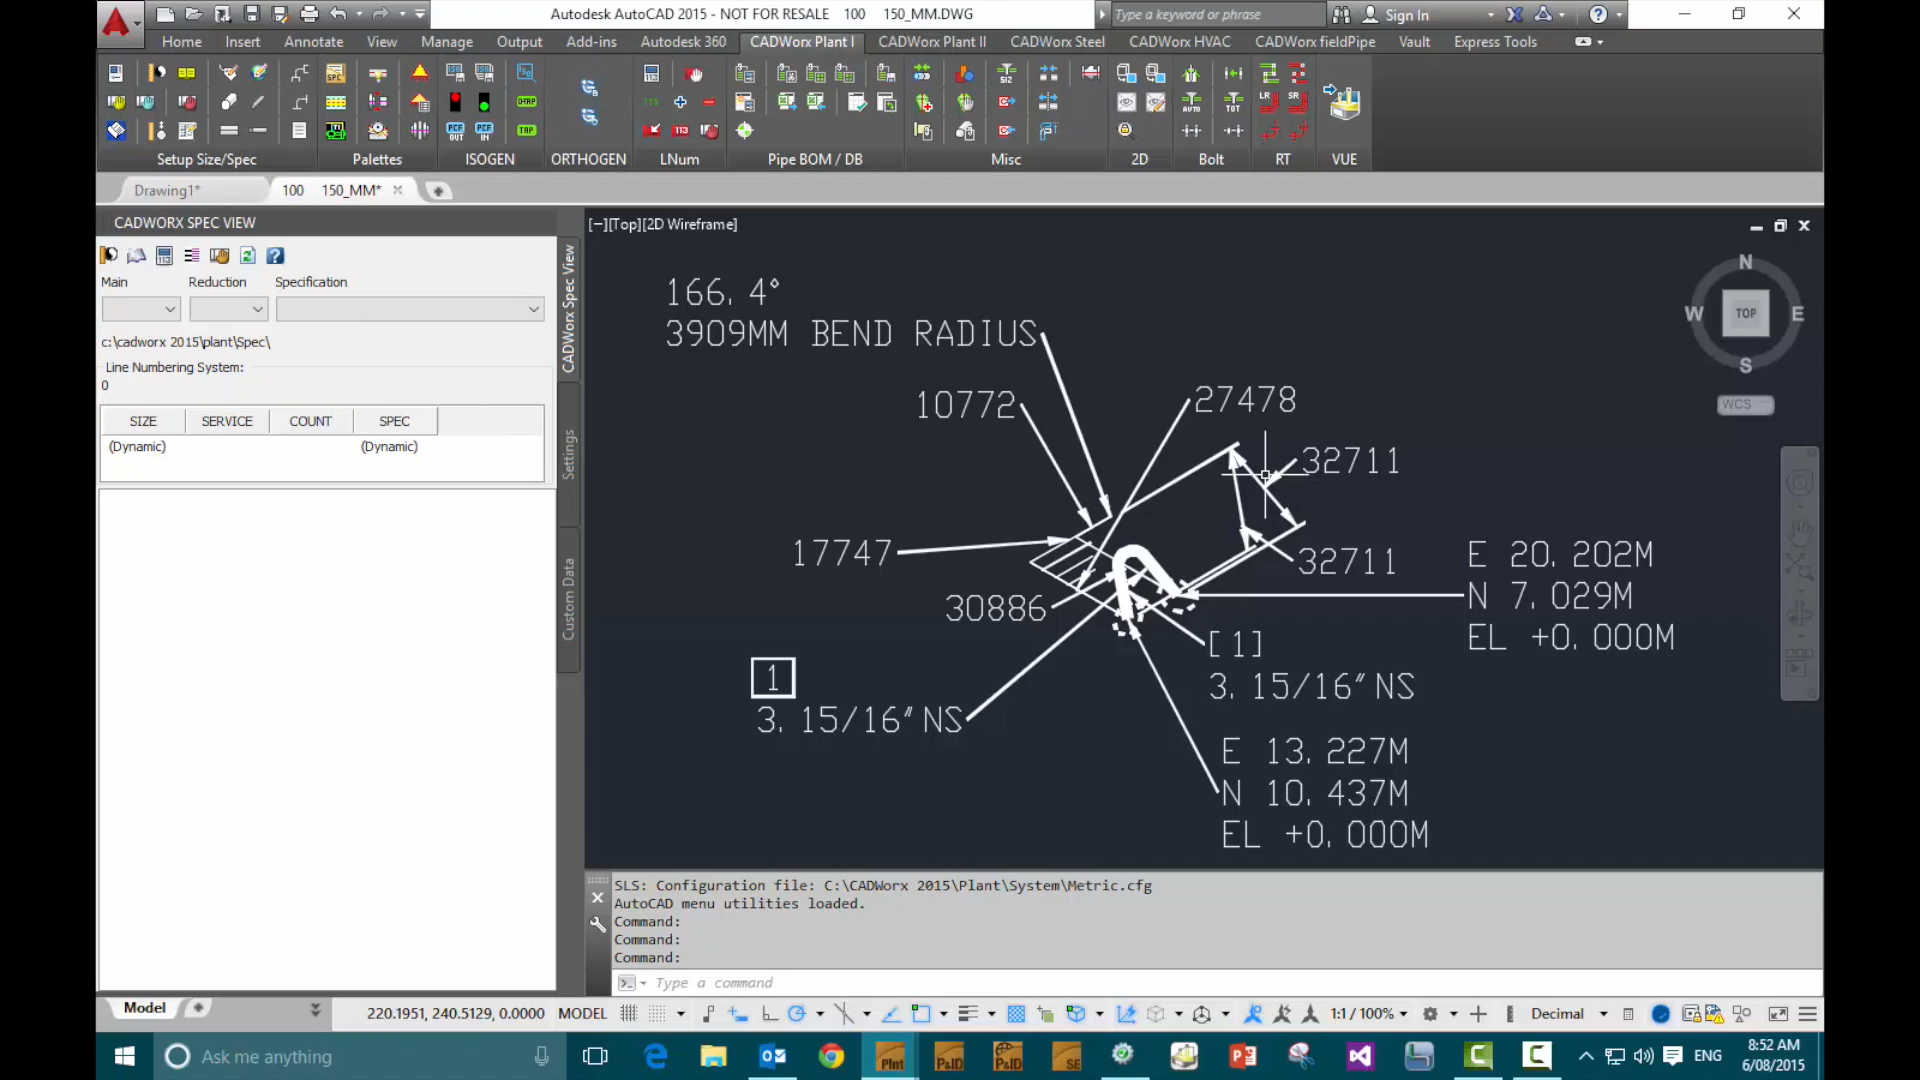 Autodesk AutoCAD 2015 - NOT FOR RESALE 100 150_MM.DWG
Type a keyword or phrase
Sign In
Home Insert Annotate View Manage Output Add-ins Autodesk 360 CADWorx Plant I CADWorx Plant II CADWorx Steel CADWorx HVAC CADWorx fieldPipe Vault Express Tools
Setup Size/Spec Palettes ISOGEN ORTHOGEN LNum Pipe BOM / DB Misc 2D Bolt RT VUE
Drawing1* 100 150_MM*
CADWORX SPEC VIEW
Main Reduction Specification
c:\cadworx 2015\plant\Spec\
Line Numbering System:
0
SIZE SERVICE COUNT SPEC
(Dynamic) (Dynamic)
CADWorx Spec View
Settings
Custom Data
[−][Top][2D Wireframe]
N
W TOP E
S
WCS
166. 4°
3909MM BEND RADIUS
10772
27478
32711
17747
32711
30886
E 20. 202M
N 7. 029M
EL +0. 000M
[1]
3. 15/16″NS
1
3. 15/16″NS
E 13. 227M
N 10. 437M
EL +0. 000M
SLS: Configuration file: C:\CADWorx 2015\Plant\System\Metric.cfg
AutoCAD menu utilities loaded.
Command:
Command:
Command:
Type a command
Model
220.1951, 240.5129, 0.0000 MODEL 1:1 / 100% Decimal
Ask me anything
ENG
8:52 AM
6/08/2015